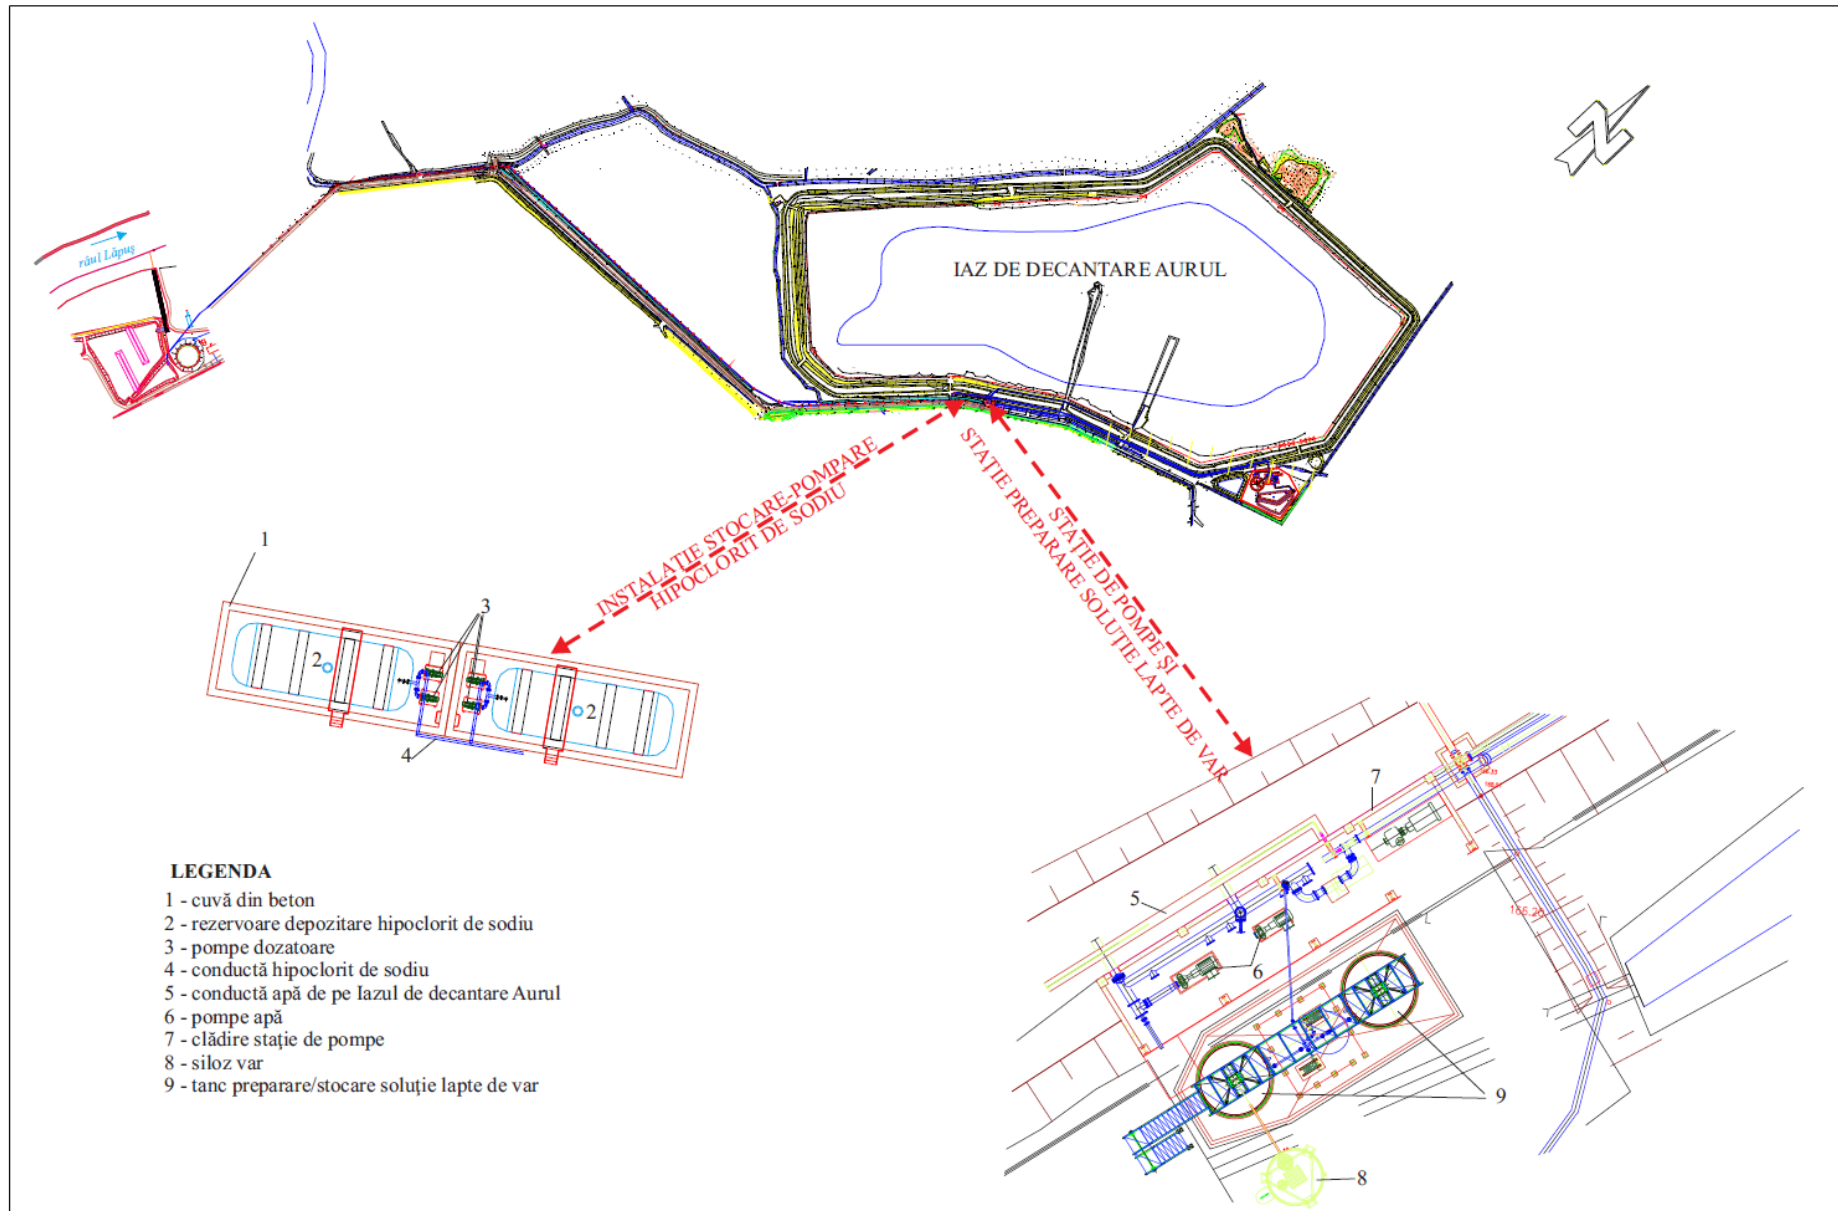 râul Lăpuș
IAZ DE DECANTARE AURUL
INSTALAȚIE STOCARE-POMPARE
HIPOCLORIT DE SODIU
STAȚIE DE POMPE ȘI
STAȚIE PREPARARE SOLUȚIE LAPTE DE VAR
1
2
3
2
4
5
6
7
165.20
9
8
LEGENDA
1 - cuvă din beton
2 - rezervoare depozitare hipoclorit de sodiu
3 - pompe dozatoare
4 - conductă hipoclorit de sodiu
5 - conductă apă de pe Iazul de decantare Aurul
6 - pompe apă
7 - clădire stație de pompe
8 - siloz var
9 - tanc preparare/stocare soluție lapte de var